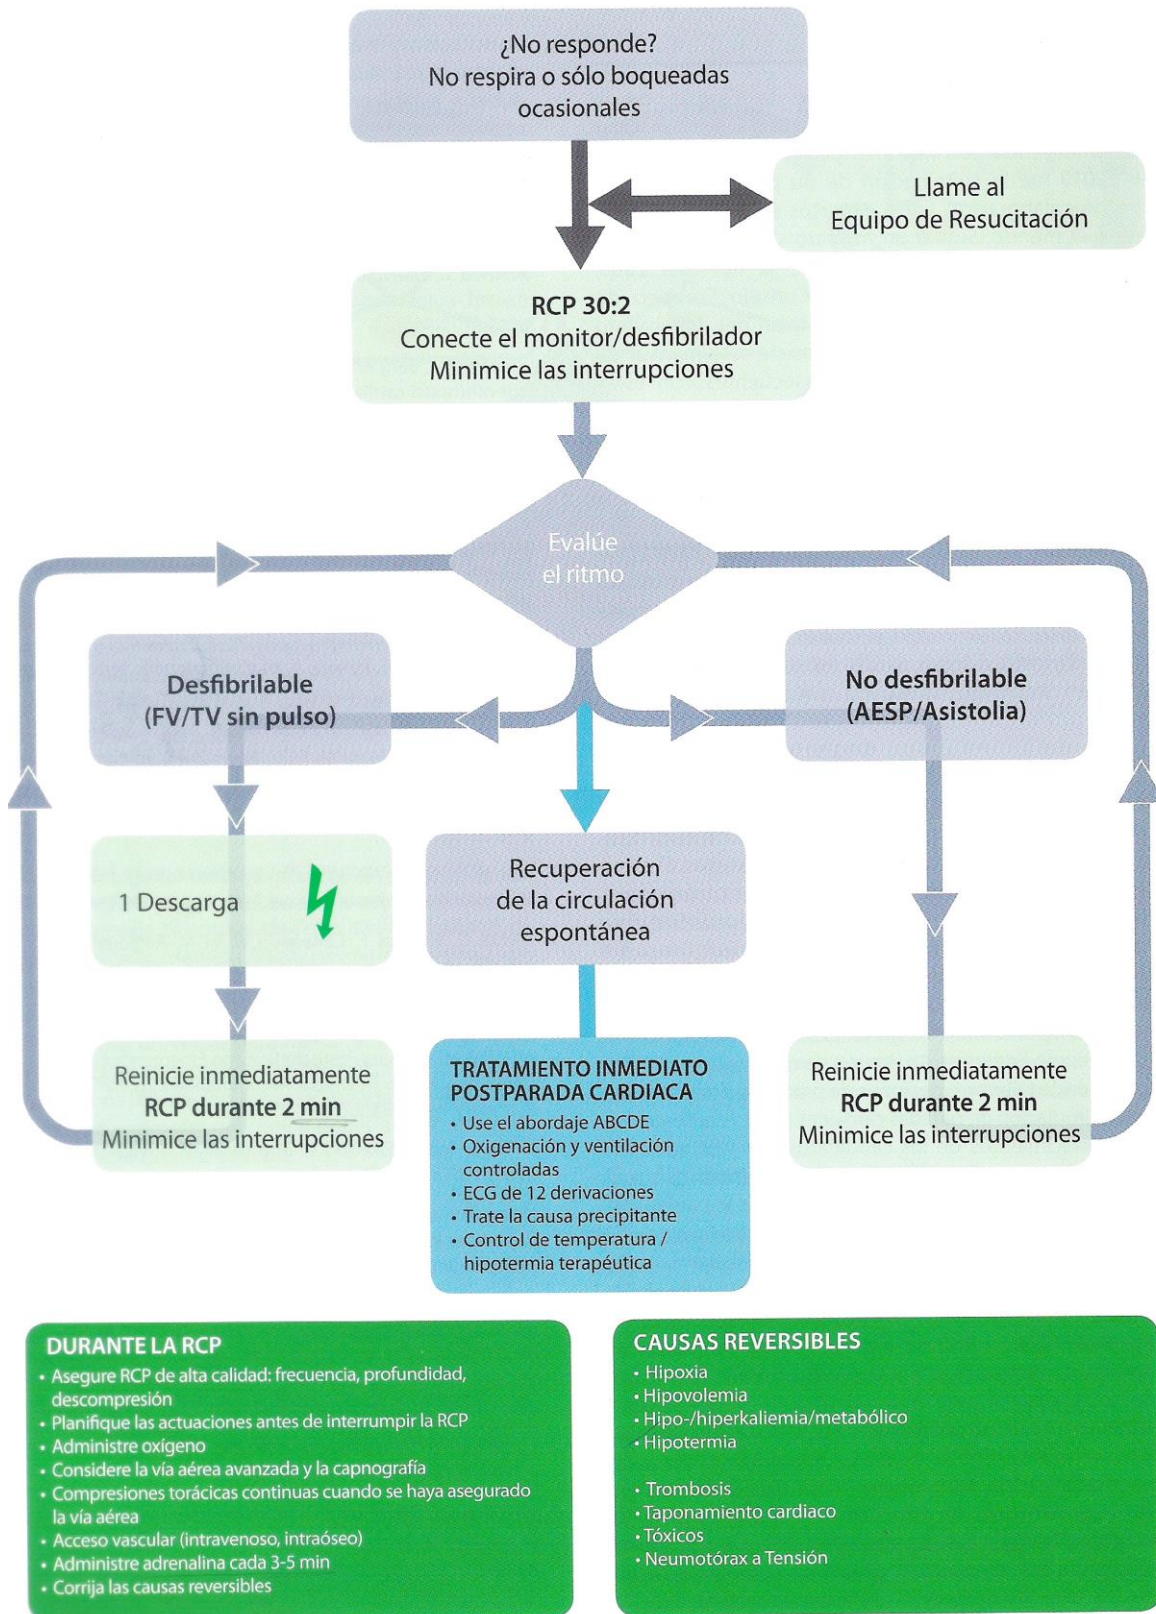 ¿No responde?
No respira o sólo boqueadas
ocasionales
Llame al
Equipo de Resucitación
RCP 30:2
Conecte el monitor/desfibrilador
Minimice las interrupciones
Evalúe
el ritmo
Desfibrilable
(FV/TV sin pulso)
No desfibrilable
(AESP/Asistolia)
1 Descarga
Recuperación
de la circulación
espontánea
Reinicie inmediatamente
RCP durante 2 min
Minimice las interrupciones
TRATAMIENTO INMEDIATO
POSTPARADA CARDIACA
• Use el abordaje ABCDE
• Oxigenación y ventilación
controladas
• ECG de 12 derivaciones
• Trate la causa precipitante
• Control de temperatura /
hipotermia terapéutica
Reinicie inmediatamente
RCP durante 2 min
Minimice las interrupciones
DURANTE LA RCP
• Asegure RCP de alta calidad: frecuencia, profundidad,
descompresión
• Planifique las actuaciones antes de interrumpir la RCP
• Administre oxígeno
• Considere la vía aérea avanzada y la capnografía
• Compresiones torácicas continuas cuando se haya asegurado
la vía aérea
• Acceso vascular (intravenoso, intraóseo)
• Administre adrenalina cada 3-5 min
• Corrija las causas reversibles
CAUSAS REVERSIBLES
• Hipoxia
• Hipovolemia
• Hipo-/hiperkaliemia/metabólico
• Hipotermia
• Trombosis
• Taponamiento cardiaco
• Tóxicos
• Neumotórax a Tensión